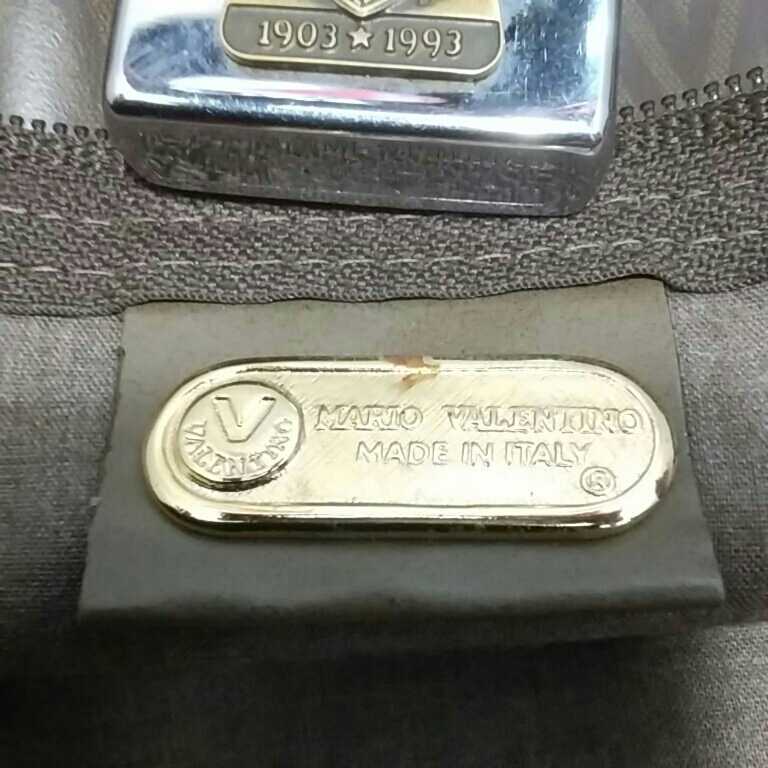 1903★1993
V
VALENTINO
MARIO VALENTINO
MADE IN ITALY
®